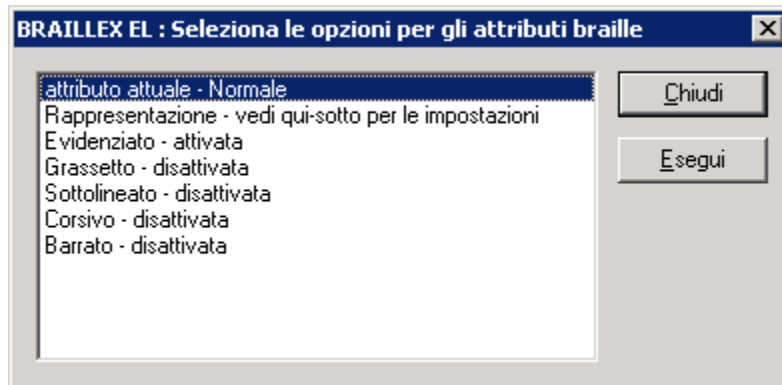 BRAILLEX EL : Seleziona le opzioni per gli attributi braille
attributo attuale - Normale
Rappresentazione - vedi qui-sotto per le impostazioni
Evidenziato - attivata
Grassetto - disattivata
Sottolineato - disattivata
Corsivo - disattivata
Barrato - disattivata
Chiudi
Esegui